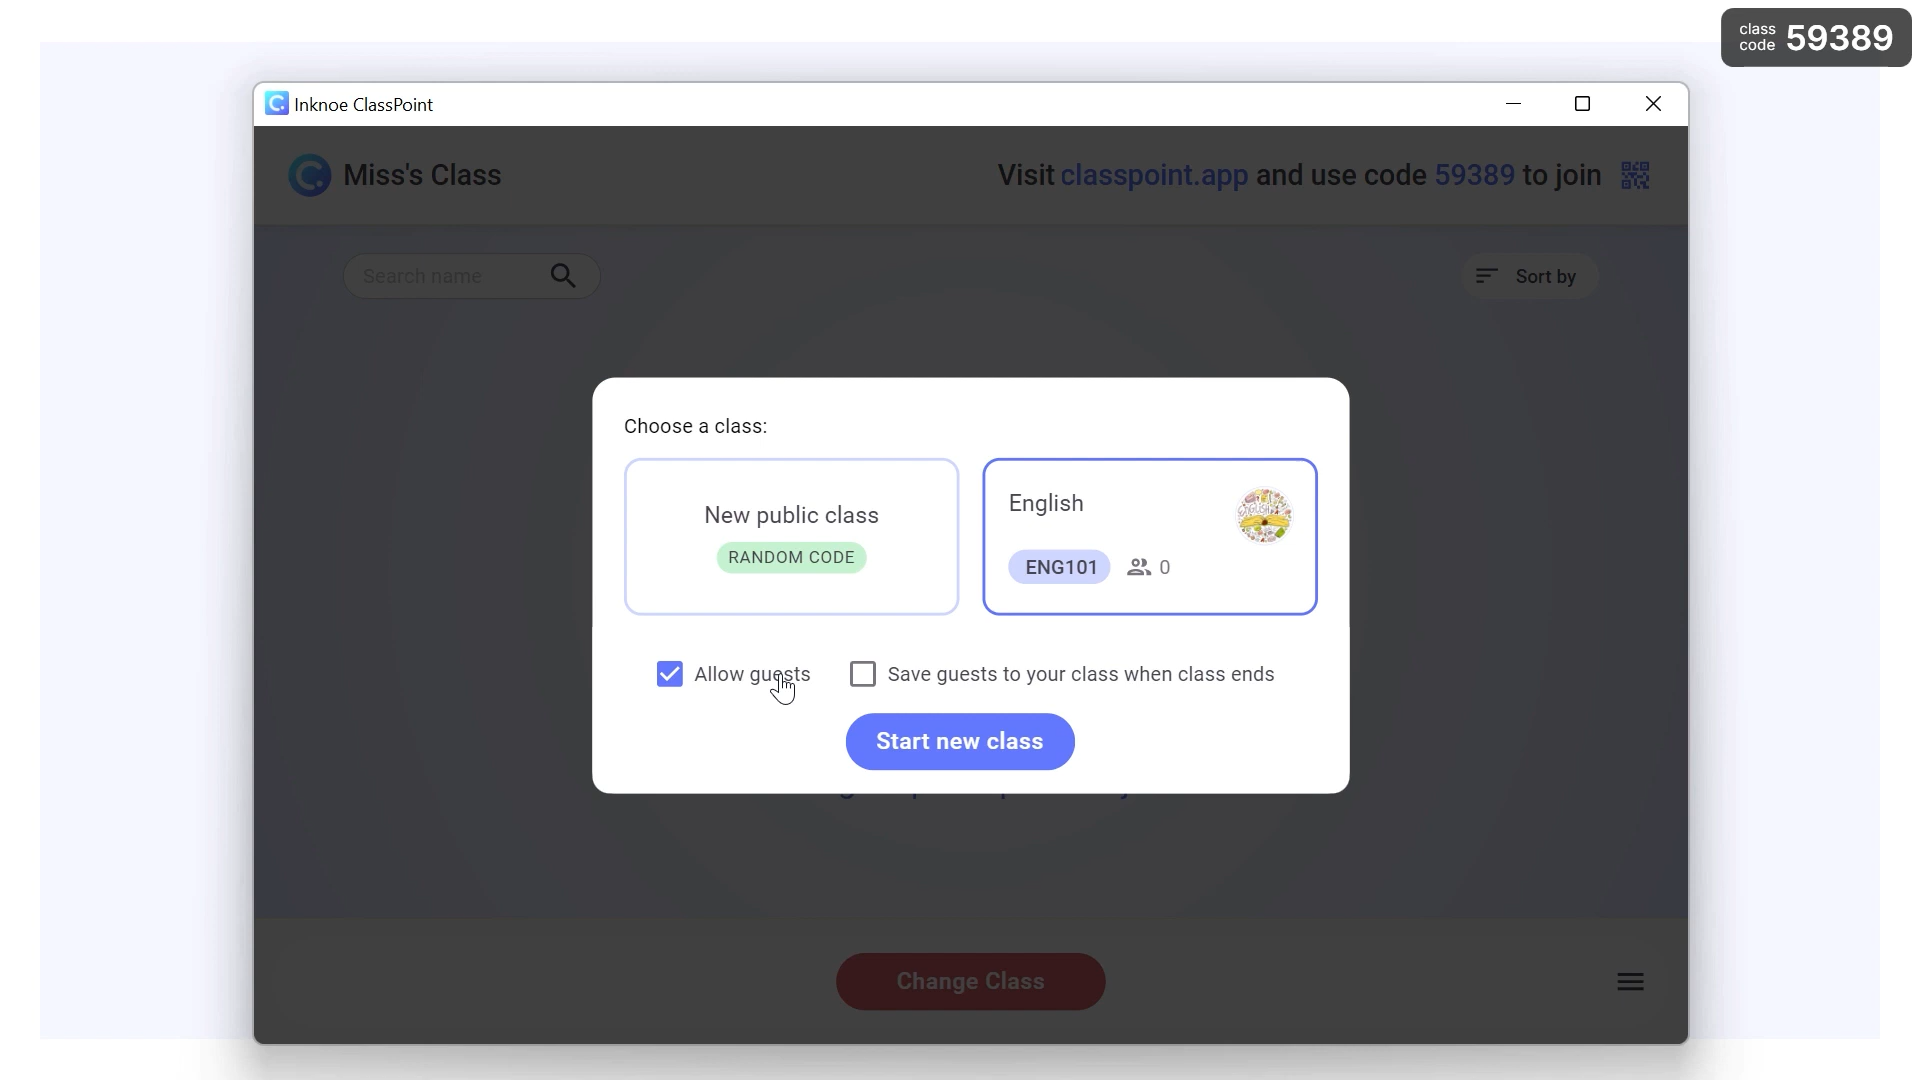 class
code 59389
Inknoe ClassPoint
Miss's Class
Visit classpoint.app and use code 59389 to join
Search name
Sort by
Choose a class:
New public class
RANDOM CODE
English
ENGLISH
ENG101
0
Allow guests
Save guests to your class when class ends
Start new class
Change Class